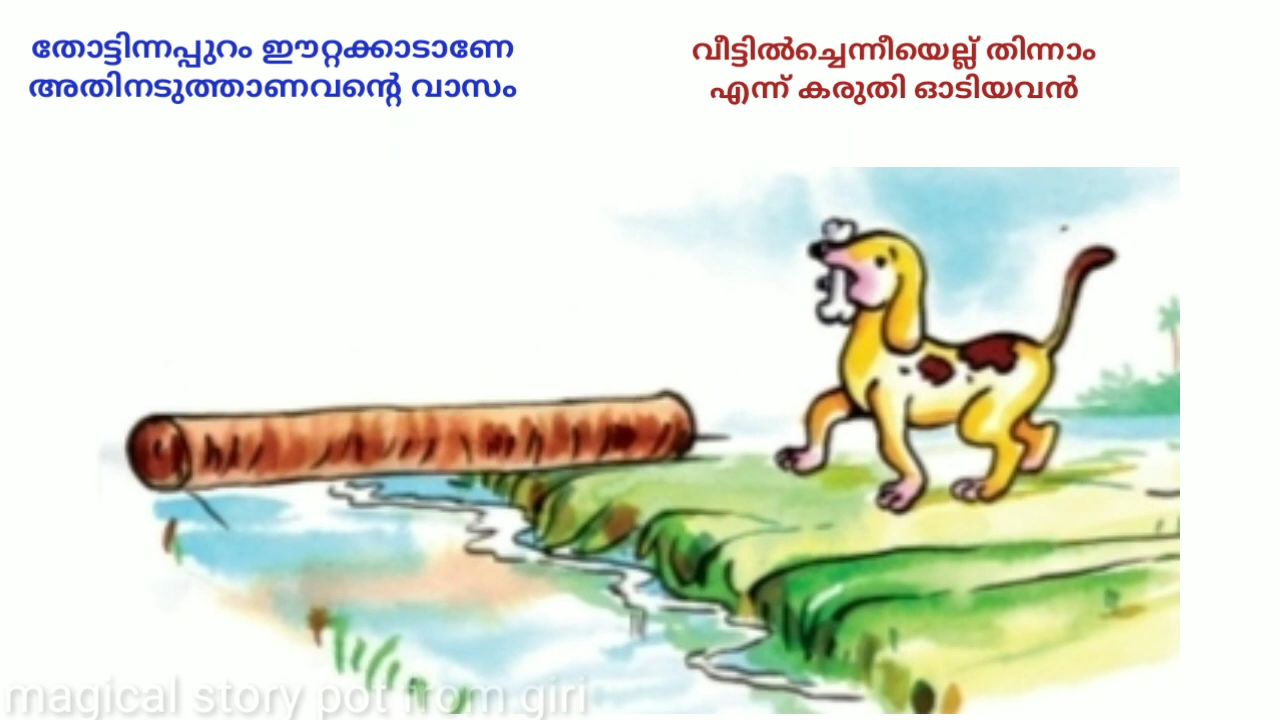 തോട്ടിന്നപ്പുറം ഈറ്റക്കാടാണേ
അതിനടുത്താണവന്റെ വാസം
വീട്ടിൽച്ചെന്നീയെല്ല് തിന്നാം
എന്ന് കരുതി ഓടിയവൻ
magical story pot from giri